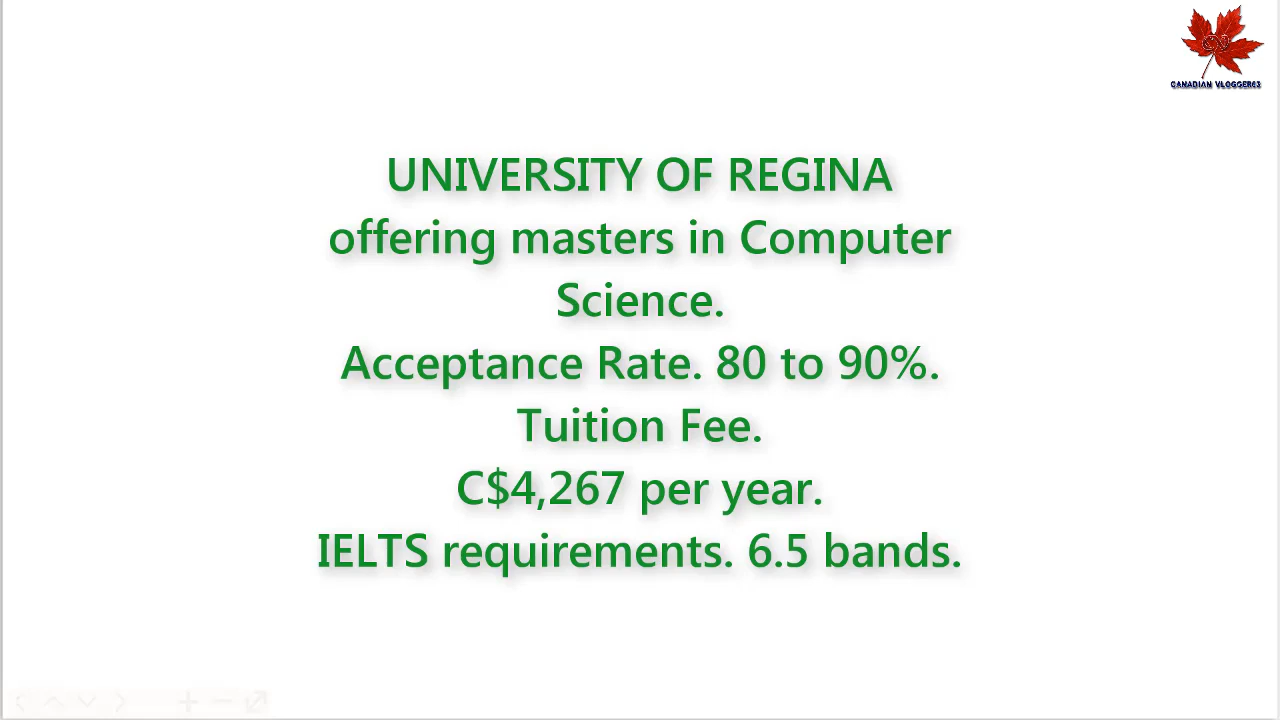 CANADIAN VLOGGER63
UNIVERSITY OF REGINA
offering masters in Computer
Science.
Acceptance Rate. 80 to 90%.
Tuition Fee.
C$4,267 per year.
IELTS requirements. 6.5 bands.